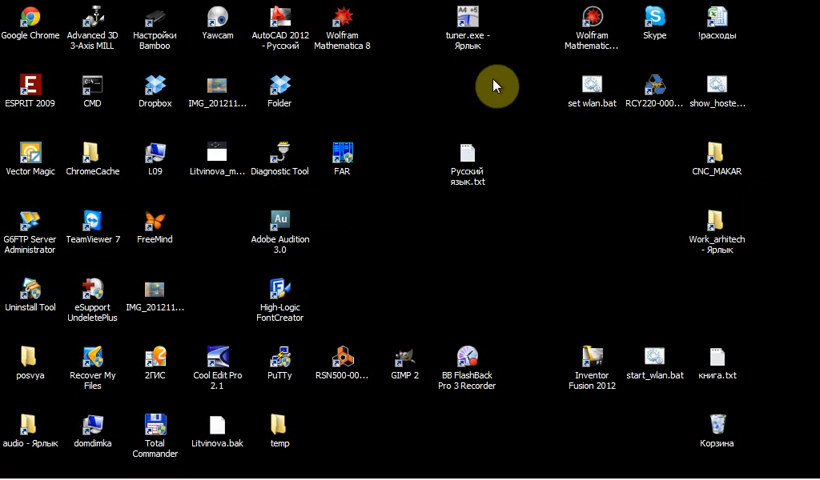 Google Chrome
Advanced 3D
3-Axis MILL
Настройки
Bamboo
Yawcam
AutoCAD 2012
- Русский
Wolfram
Mathematica 8
tuner.exe -
Ярлык
Wolfram
Mathematic...
Skype
!расходы
ESPRIT 2009
CMD
Dropbox
IMG_201211...
Folder
set wlan.bat
RCY220-000...
show_hoste...
Vector Magic
ChromeCache
L09
Litvinova_m...
Diagnostic Tool
FAR
Русский
язык.txt
CNC_MAKAR
G6FTP Server
Administrator
TeamViewer 7
FreeMind
Au
Adobe Audition
3.0
Work_arhitech
- Ярлык
Uninstall Tool
eSupport
UndeletePlus
IMG_201211...
High-Logic
FontCreator
posvya
Recover My
Files
2ГИС
Cool Edit Pro
2.1
PuTTy
RSN500-00...
GIMP 2
BB FlashBack
Pro 3 Recorder
Inventor
Fusion 2012
start_wlan.bat
книга.txt
audio - Ярлык
domdimka
Total
Commander
Litvinova.bak
temp
Корзина